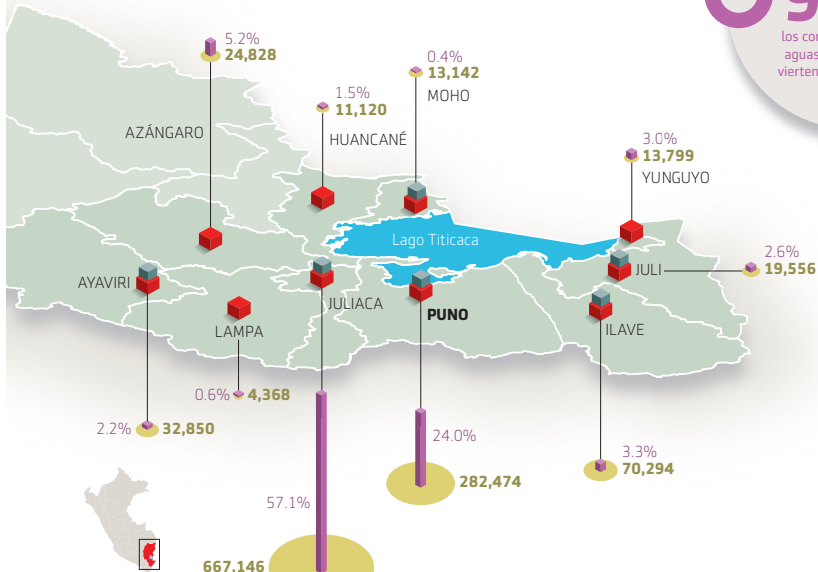 los con
aguas
vierten
5.2%
24,828
AZÁNGARO
1.5%
11,120
HUANCANÉ
0.4%
13,142
MOHO
3.0%
13,799
YUNGUYO
Lago Titicaca
2.6%
19,556
JULI
AYAVIRI
LAMPA
JULIACA
PUNO
ILAVE
0.6% 4,368
2.2% 32,850
24.0%
282,474
3.3%
70,294
57.1%
667,146